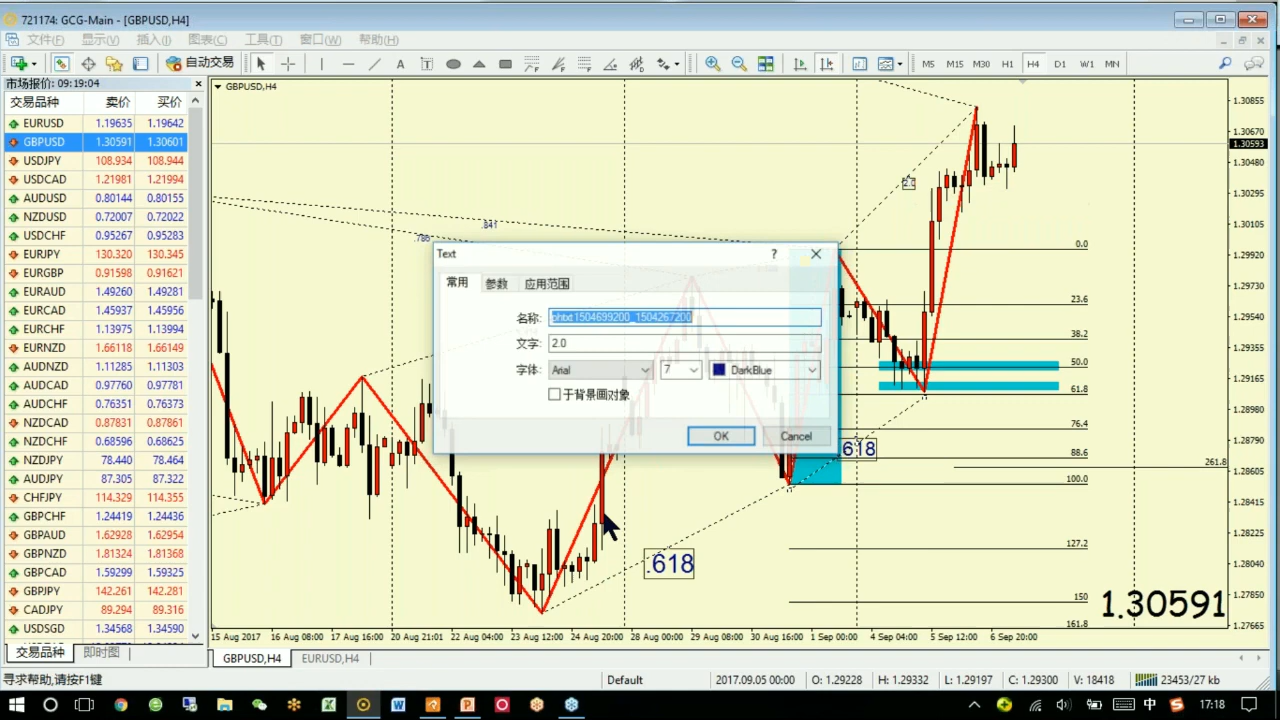 721174: GCG-Main - [GBPUSD,H4]
文件(F) 显示(V) 插入(I) 图表(C) 工具(T) 窗口(W) 帮助(H)
自动交易 A T M5 M15 M30 H1 H4 D1 W1 MN
市场报价: 09:19:04
交易品种 卖价 买价
EURUSD 1.19635 1.19642
GBPUSD 1.30591 1.30601
USDJPY 108.934 108.944
USDCAD 1.21981 1.21994
AUDUSD 0.80144 0.80155
NZDUSD 0.72007 0.72022
USDCHF 0.95267 0.95283
EURJPY 130.320 130.345
EURGBP 0.91598 0.91621
EURAUD 1.49260 1.49281
EURCAD 1.45937 1.45956
EURCHF 1.13975 1.13994
EURNZD 1.66118 1.66149
AUDNZD 1.11285 1.11303
AUDCAD 0.97760 0.97781
AUDCHF 0.76351 0.76373
NZDCAD 0.87831 0.87861
NZDCHF 0.68596 0.68625
NZDJPY 78.440 78.464
AUDJPY 87.305 87.322
CHFJPY 114.329 114.355
GBPCHF 1.24419 1.24436
GBPAUD 1.62928 1.62954
GBPNZD 1.81324 1.81368
GBPCAD 1.59299 1.59325
GBPJPY 142.261 142.281
CADJPY 89.294 89.316
USDSGD 1.34568 1.34590
交易品种 即时图
GBPUSD,H4
.786 .841
2.0
.618
.618
0.0
23.6
38.2
50.0
61.8
76.4
88.6
261.8
100.0
127.2
150
161.8
1.30591
1.30855
1.30670
1.30593
1.30480
1.30295
1.30105
1.29920
1.29730
1.29545
1.29355
1.29165
1.28980
1.28790
1.28605
1.28415
1.28230
1.28040
1.27850
1.27665
Text ?
常用 参数 应用范围
名称: phtxt1504699200_1504267200
文字: 2.0
字体: Arial 7 DarkBlue
于背景画对象
OK Cancel
15 Aug 2017 16 Aug 08:00 17 Aug 16:00 20 Aug 21:01 22 Aug 04:00 23 Aug 12:00 24 Aug 20:00 28 Aug 00:00 29 Aug 08:00 30 Aug 16:00 1 Sep 00:00 4 Sep 04:00 5 Sep 12:00 6 Sep 20:00
GBPUSD,H4 EURUSD,H4
寻求帮助,请按F1键 Default 2017.09.05 00:00 O: 1.29228 H: 1.29332 L: 1.29197 C: 1.29300 V: 18418 23453/27 kb
中 17:18